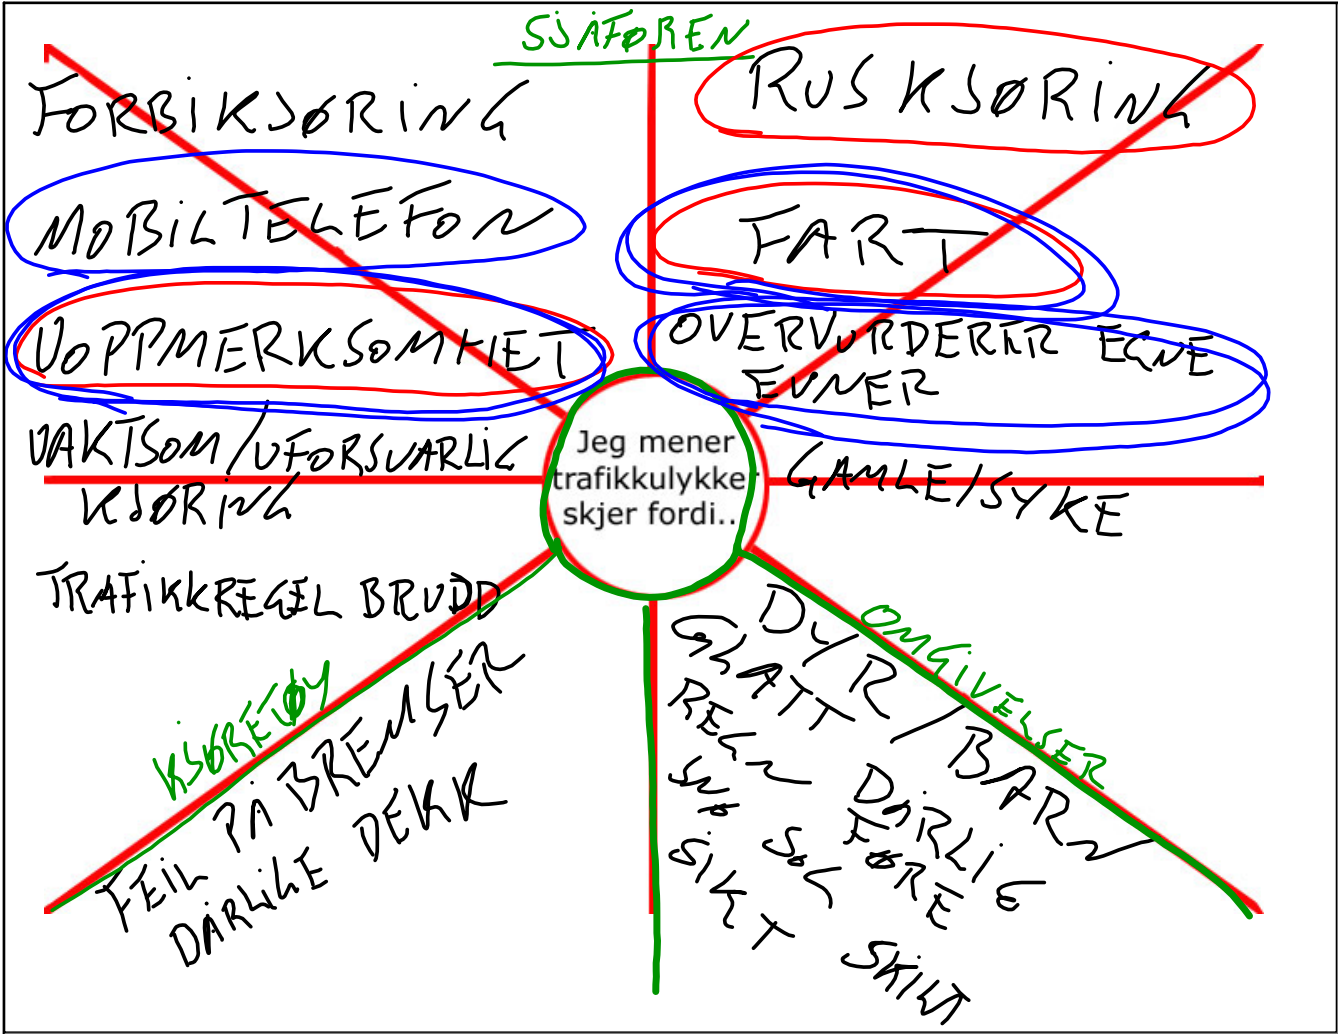 SJÅFØREN
FORBIKJØRING
RUSKJØRING
MOBILTELEFON
FART
UOPPMERKSOMHET
OVERVURDERER EGNE
EVNER
UAKTSOM/UFORSVARLIG
KJØRING
Jeg mener
trafikkulykker
skjer fordi..
GAMLE/SYKE
TRAFIKKREGEL BRUDD
KJØRETØY
FEIL PÅ BREMSER
DÅRLIGE DEKK
OMGIVELSER
DYR/BARN
GLATT
REGN
DÅRLIG
FØRE
SNØ
SOL
SIKT
SKILT